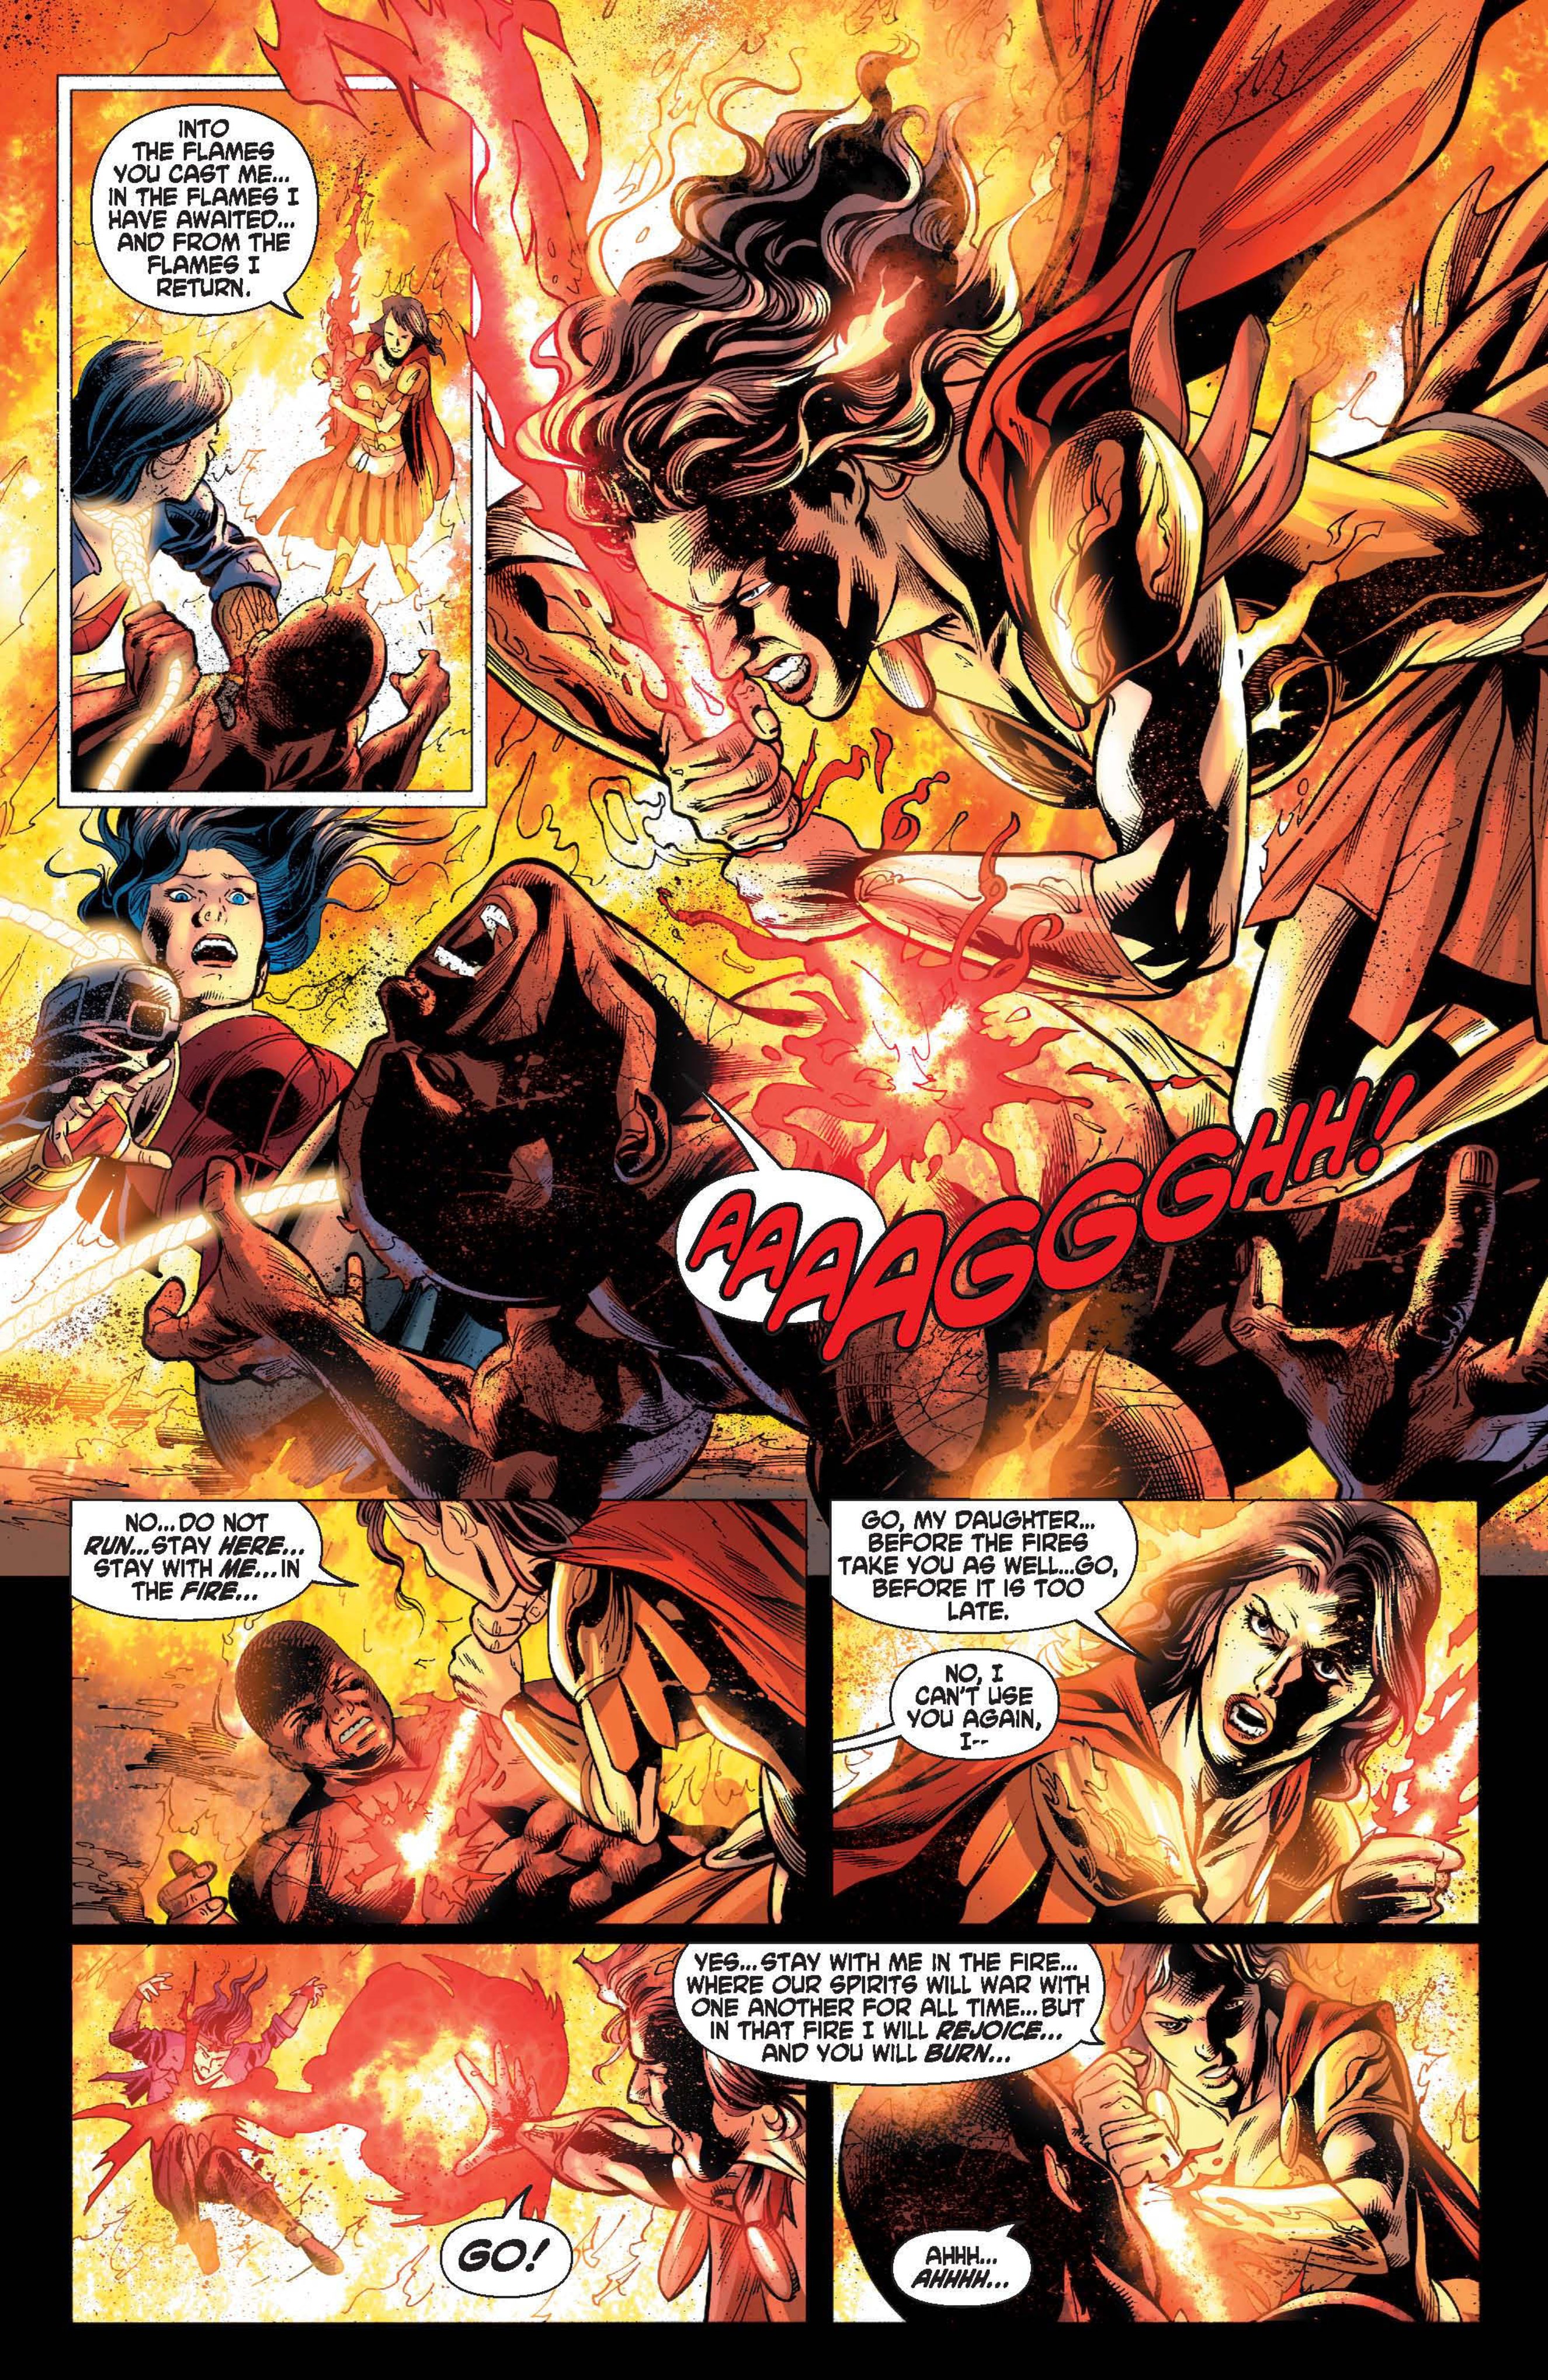 INTO
THE FLAMES
YOU CAST ME...
IN THE FLAMES I
HAVE AWAITED...
AND FROM THE
FLAMES I
RETURN.
AAAAGGGGHH!
NO...DO NOT
RUN...STAY HERE...
STAY WITH ME...IN
THE FIRE...
GO, MY DAUGHTER...
BEFORE THE FIRES
TAKE YOU AS WELL...GO,
BEFORE IT IS TOO
LATE.
NO, I
CAN'T USE
YOU AGAIN,
I--
GO!
YES...STAY WITH ME IN THE FIRE...
WHERE OUR SPIRITS WILL WAR WITH
ONE ANOTHER FOR ALL TIME...BUT
IN THAT FIRE I WILL REJOICE...
AND YOU WILL BURN...
AHHH...
AHHHH...